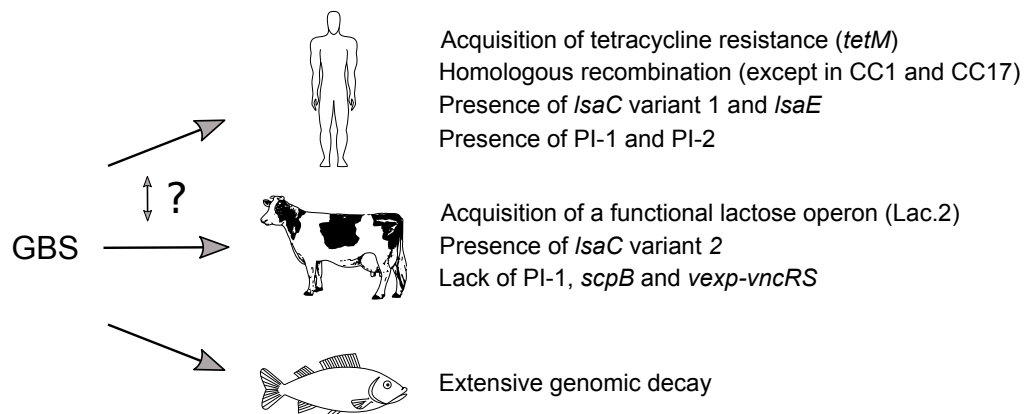 Acquisition of tetracycline resistance (tetM)
Homologous recombination (except in CC1 and CC17)
Presence of lsaC variant 1 and lsaE
Presence of PI-1 and PI-2
?
GBS
Acquisition of a functional lactose operon (Lac.2)
Presence of lsaC variant 2
Lack of PI-1, scpB and vexp-vncRS
Extensive genomic decay